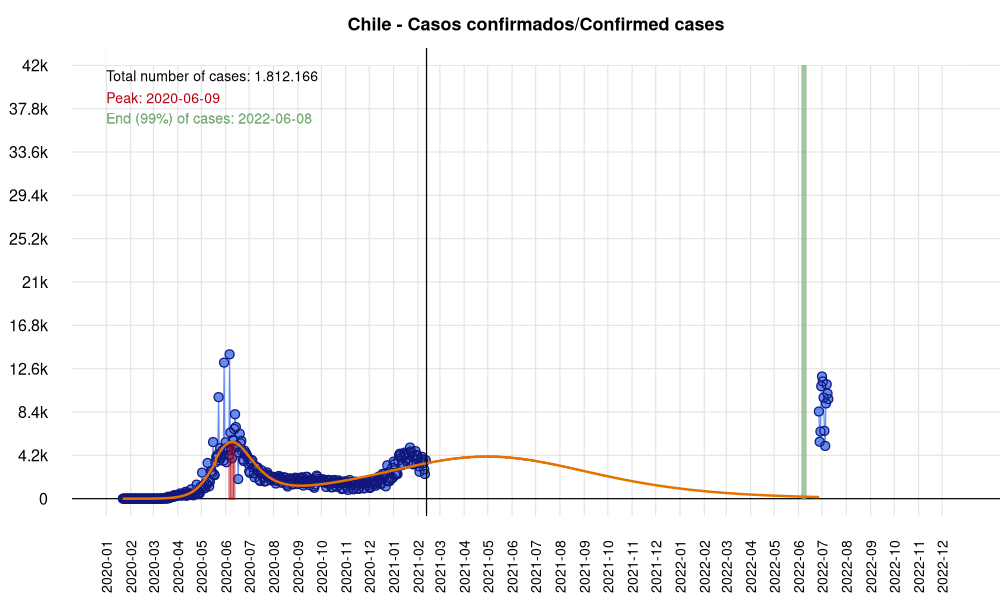 Chile - Casos confirmados/Confirmed cases
42k
Total number of cases: 1.812.166
Peak: 2020-06-09
37.8k
End (99%) of cases: 2022-06-08
33.6k
29.4k
25.2k
21k
16.8k
12.6k
8.4k
4.2k
0
2020-01
2020-02
2020-03
2020-04
2020-05
2020-06
2020-07
2020-08
2020-09
2020-10
2020-11
2020-12
2021-01
2021-02
2021-03
2021-04
2021-05
2021-06
2021-07
2021-08
2021-09
2021-10
2021-11
2021-12
2022-01
2022-02
2022-03
2022-04
2022-05
2022-06
2022-07
2022-08
2022-09
2022-10
2022-11
2022-12